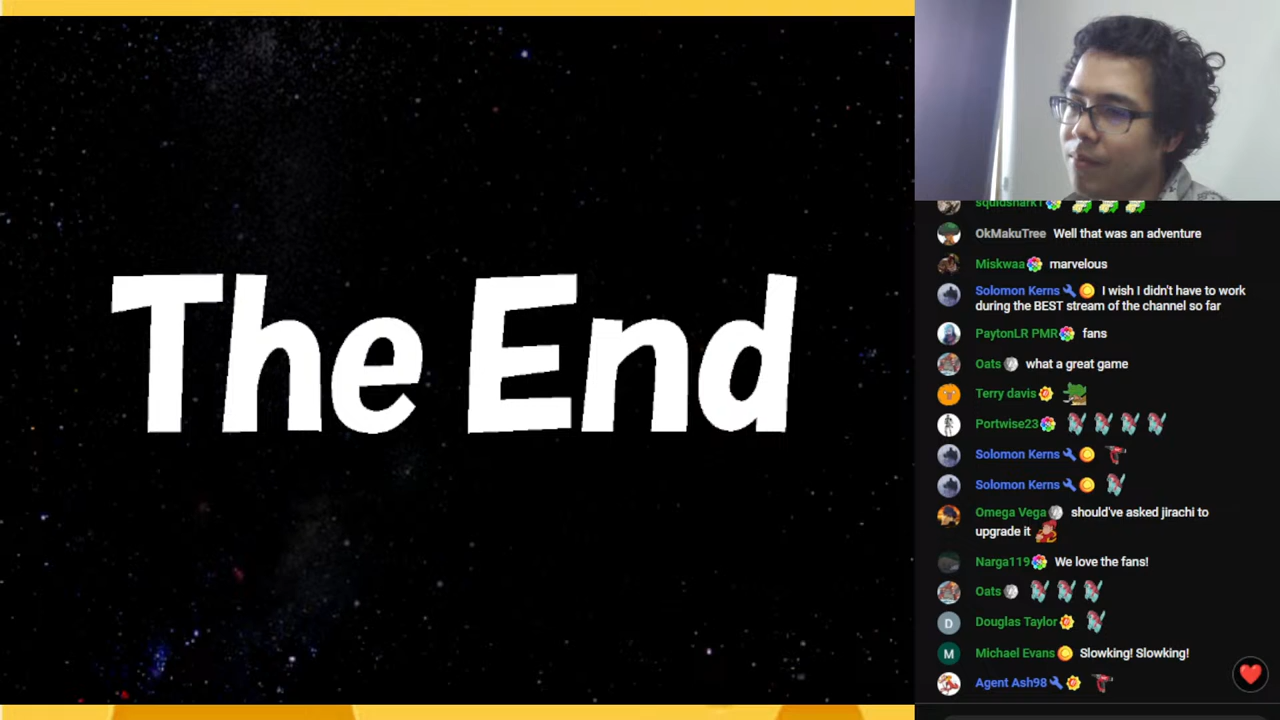 The End
squidshark1
OkMakuTree Well that was an adventure
Miskwaa marvelous
Solomon Kerns I wish I didn't have to work
during the BEST stream of the channel so far
PaytonLR PMR fans
Oats what a great game
Terry davis
Portwise23
Solomon Kerns
Solomon Kerns
Omega Vega should've asked jirachi to
upgrade it
Narga119 We love the fans!
Oats
D Douglas Taylor
M Michael Evans Slowking! Slowking!
Agent Ash98